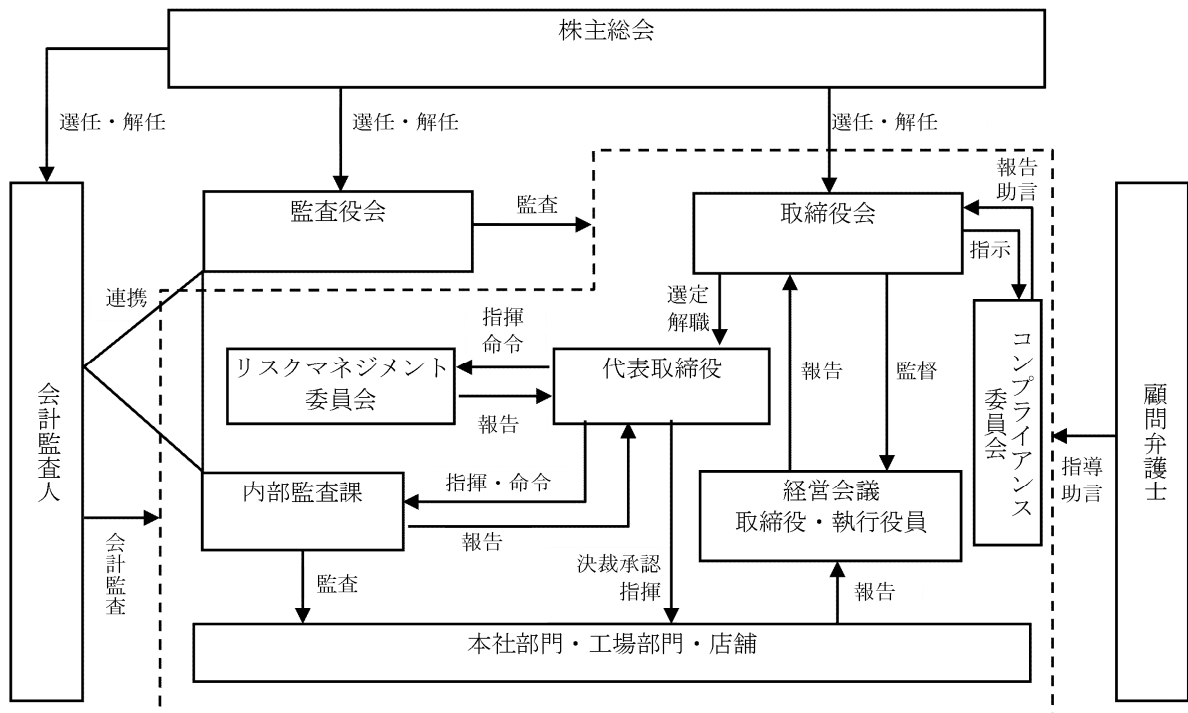 株主総会
選任・解任
選任・解任
選任・解任
報告
助言
監査役会
監査
取締役会
指示
連携
選定
解職
指揮
命令
リスクマネジメント
委員会
代表取締役
報告
報告
監督
コンプライアンス
委員会
会計監査人
顧問弁護士
指導
助言
内部監査課
指揮・命令
報告
経営会議
取締役・執行役員
会計監査
監査
決裁承認
指揮
報告
本社部門・工場部門・店舗